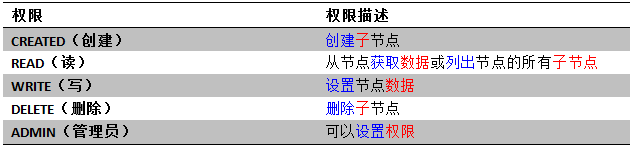 权限 权限描述
CREATED（创建） 创建子节点
READ（读） 从节点获取数据或列出节点的所有子节点
WRITE（写） 设置节点数据
DELETE（删除） 删除子节点
ADMIN（管理员） 可以设置权限